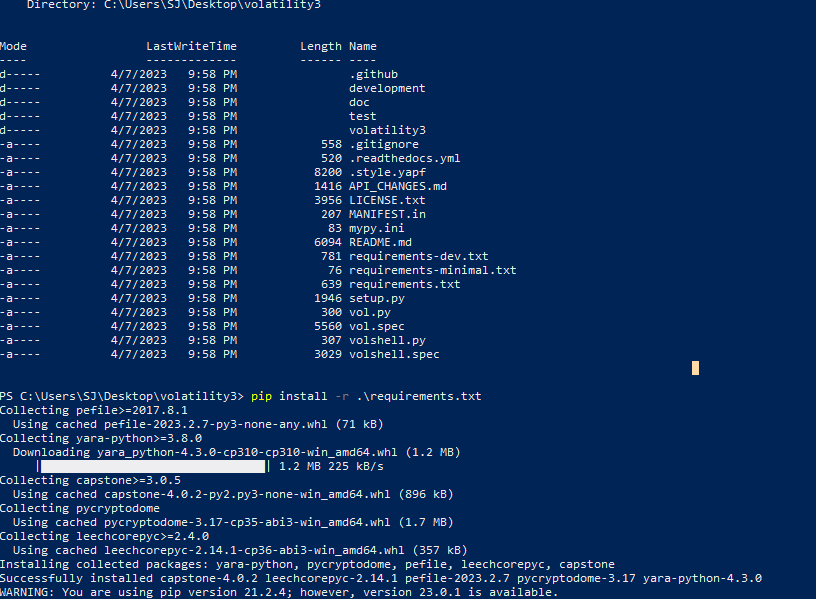 Directory: C:\Users\SJ\Desktop\volatility3
Mode                 LastWriteTime         Length Name
----                 -------------         ------ ----
d-----          4/7/2023   9:58 PM                .github
d-----          4/7/2023   9:58 PM                development
d-----          4/7/2023   9:58 PM                doc
d-----          4/7/2023   9:58 PM                test
d-----          4/7/2023   9:58 PM                volatility3
-a----          4/7/2023   9:58 PM            558 .gitignore
-a----          4/7/2023   9:58 PM            520 .readthedocs.yml
-a----          4/7/2023   9:58 PM           8200 .style.yapf
-a----          4/7/2023   9:58 PM           1416 API_CHANGES.md
-a----          4/7/2023   9:58 PM           3956 LICENSE.txt
-a----          4/7/2023   9:58 PM            207 MANIFEST.in
-a----          4/7/2023   9:58 PM             83 mypy.ini
-a----          4/7/2023   9:58 PM           6094 README.md
-a----          4/7/2023   9:58 PM            781 requirements-dev.txt
-a----          4/7/2023   9:58 PM             76 requirements-minimal.txt
-a----          4/7/2023   9:58 PM            639 requirements.txt
-a----          4/7/2023   9:58 PM           1946 setup.py
-a----          4/7/2023   9:58 PM            300 vol.py
-a----          4/7/2023   9:58 PM           5560 vol.spec
-a----          4/7/2023   9:58 PM            307 volshell.py
-a----          4/7/2023   9:58 PM           3029 volshell.spec
PS C:\Users\SJ\Desktop\volatility3> pip install -r .\requirements.txt
Collecting pefile>=2017.8.1
  Using cached pefile-2023.2.7-py3-none-any.whl (71 kB)
Collecting yara-python>=3.8.0
  Downloading yara_python-4.3.0-cp310-cp310-win_amd64.whl (1.2 MB)
     |████████████████████████████████| 1.2 MB 225 kB/s
Collecting capstone>=3.0.5
  Using cached capstone-4.0.2-py2.py3-none-win_amd64.whl (896 kB)
Collecting pycryptodome
  Using cached pycryptodome-3.17-cp35-abi3-win_amd64.whl (1.7 MB)
Collecting leechcorepyc>=2.4.0
  Using cached leechcorepyc-2.14.1-cp36-abi3-win_amd64.whl (357 kB)
Installing collected packages: yara-python, pycryptodome, pefile, leechcorepyc, capstone
Successfully installed capstone-4.0.2 leechcorepyc-2.14.1 pefile-2023.2.7 pycryptodome-3.17 yara-python-4.3.0
WARNING: You are using pip version 21.2.4; however, version 23.0.1 is available.